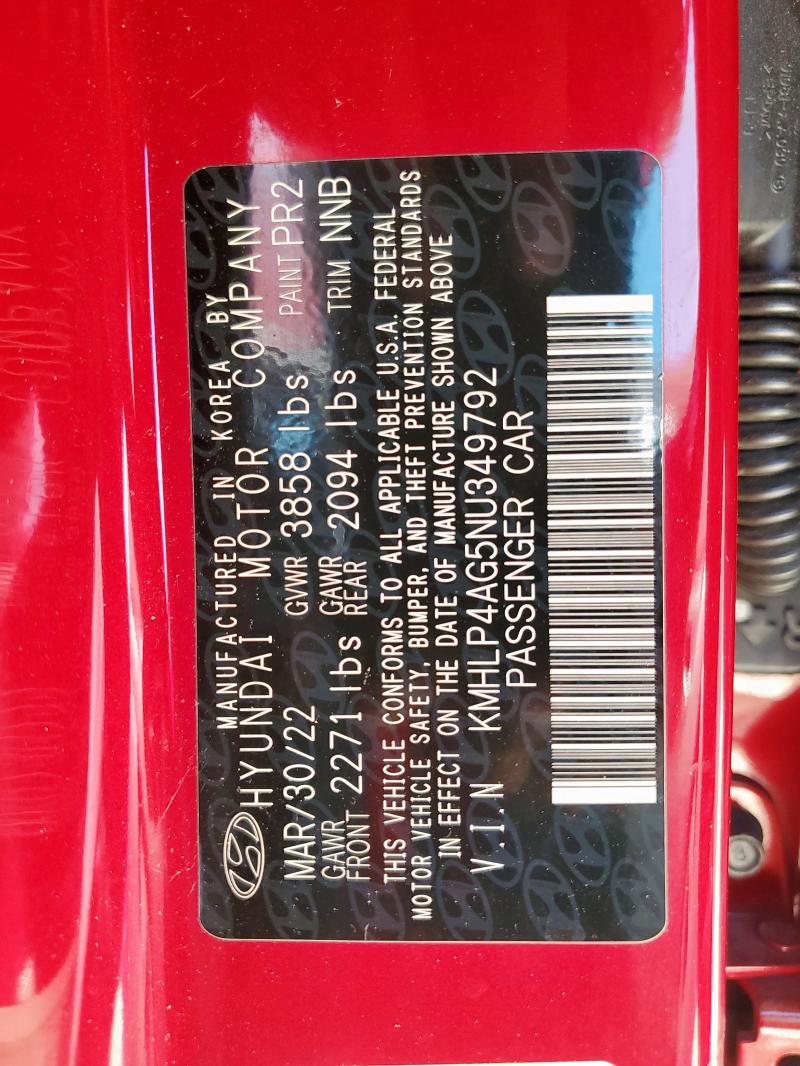 MANUFACTURED IN KOREA BY
HYUNDAI MOTOR COMPANY
MAR/30/22 GVWR 3858 lbs PAINT PR2
GAWR FRONT 2271 lbs GAWR REAR 2094 lbs TRIM NNB
THIS VEHICLE CONFORMS TO ALL APPLICABLE U.S.A. FEDERAL
MOTOR VEHICLE SAFETY, BUMPER, AND THEFT PREVENTION STANDARDS
IN EFFECT ON THE DATE OF MANUFACTURE SHOWN ABOVE
V.I.N KMHLP4AG5NU349792
PASSENGER CAR